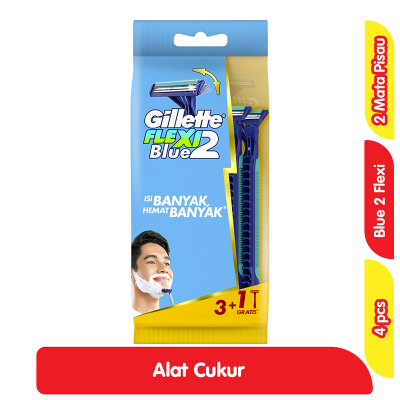 Gillette
FLEXI
Blue2
ISI BANYAK,
HEMAT BANYAK*
3+1
GRATIS
2 Mata Pisau
Blue 2 Flexi
4 pcs
Alat Cukur